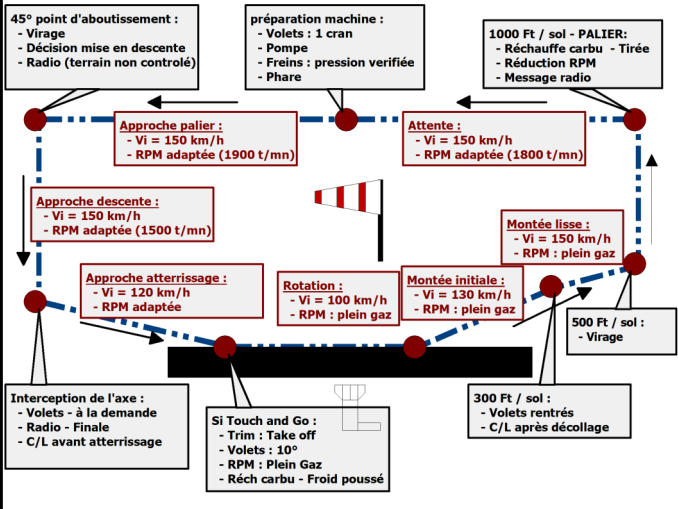 45° point d'aboutissement :
- Virage
- Décision mise en descente
- Radio (terrain non controlé)
préparation machine :
- Volets : 1 cran
- Pompe
- Freins : pression verifiée
- Phare
1000 Ft / sol - PALIER:
- Réchauffe carbu - Tirée
- Réduction RPM
- Message radio
Approche palier :
- Vi = 150 km/h
- RPM adaptée (1900 t/mn)
Attente :
- Vi = 150 km/h
- RPM adaptée (1800 t/mn)
Approche descente :
- Vi = 150 km/h
- RPM adaptée (1500 t/mn)
Montée lisse :
- Vi = 150 km/h
- RPM : plein gaz
Approche atterrissage :
- Vi = 120 km/h
- RPM adaptée
Rotation :
- Vi = 100 km/h
- RPM : plein gaz
Montée initiale :
- Vi = 130 km/h
- RPM : plein gaz
500 Ft / sol :
- Virage
Interception de l'axe :
- Volets - à la demande
- Radio - Finale
- C/L avant atterrissage
Si Touch and Go :
- Trim : Take off
- Volets : 10°
- RPM : Plein Gaz
- Réch carbu - Froid poussé
300 Ft / sol :
- Volets rentrés
- C/L après décollage